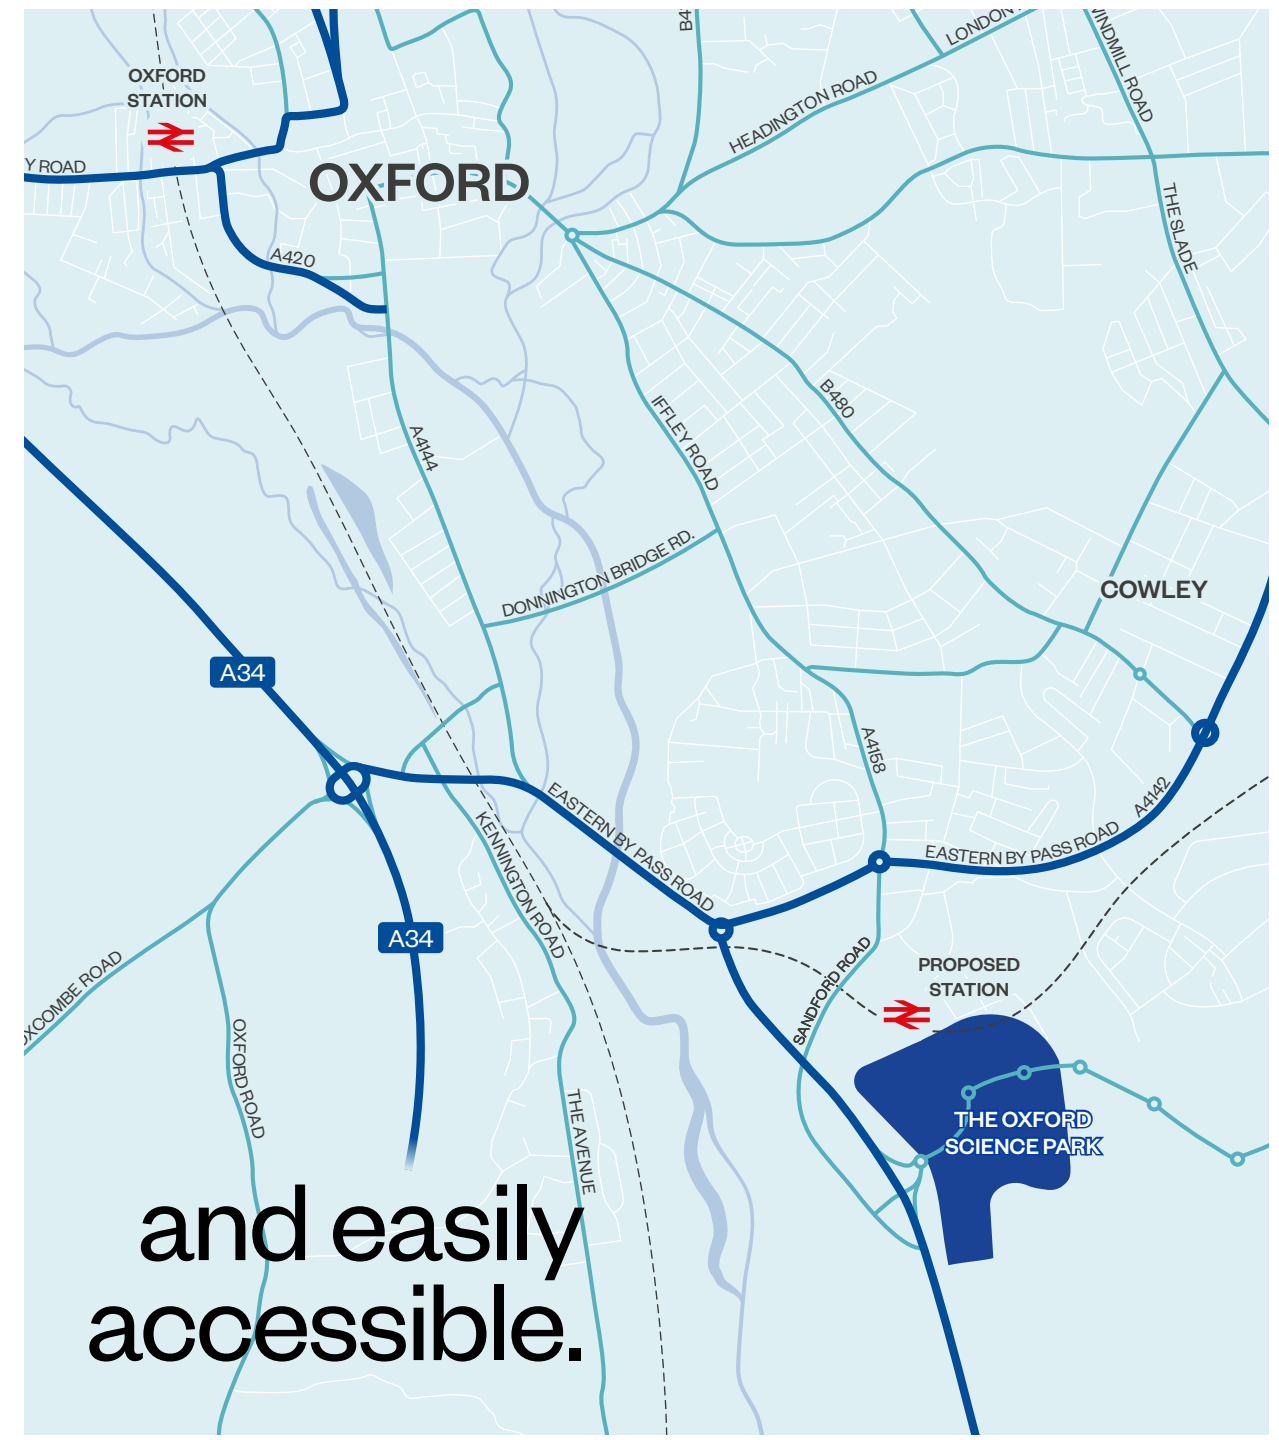 B4
LONDON
WINDMILL ROAD
OXFORD
STATION
HEADINGTON ROAD
Y ROAD
OXFORD
THE SLADE
A420
B480
IFFLEY ROAD
A4144
DONNINGTON BRIDGE RD.
COWLEY
A34
A4158
A4142
EASTERN BY PASS ROAD
EASTERN BY PASS ROAD
KENNINGTON ROAD
A34
SANDFORD ROAD
PROPOSED
STATION
OXCOMBE ROAD
OXFORD ROAD
THE AVENUE
THE OXFORD
SCIENCE PARK
and easily
accessible.